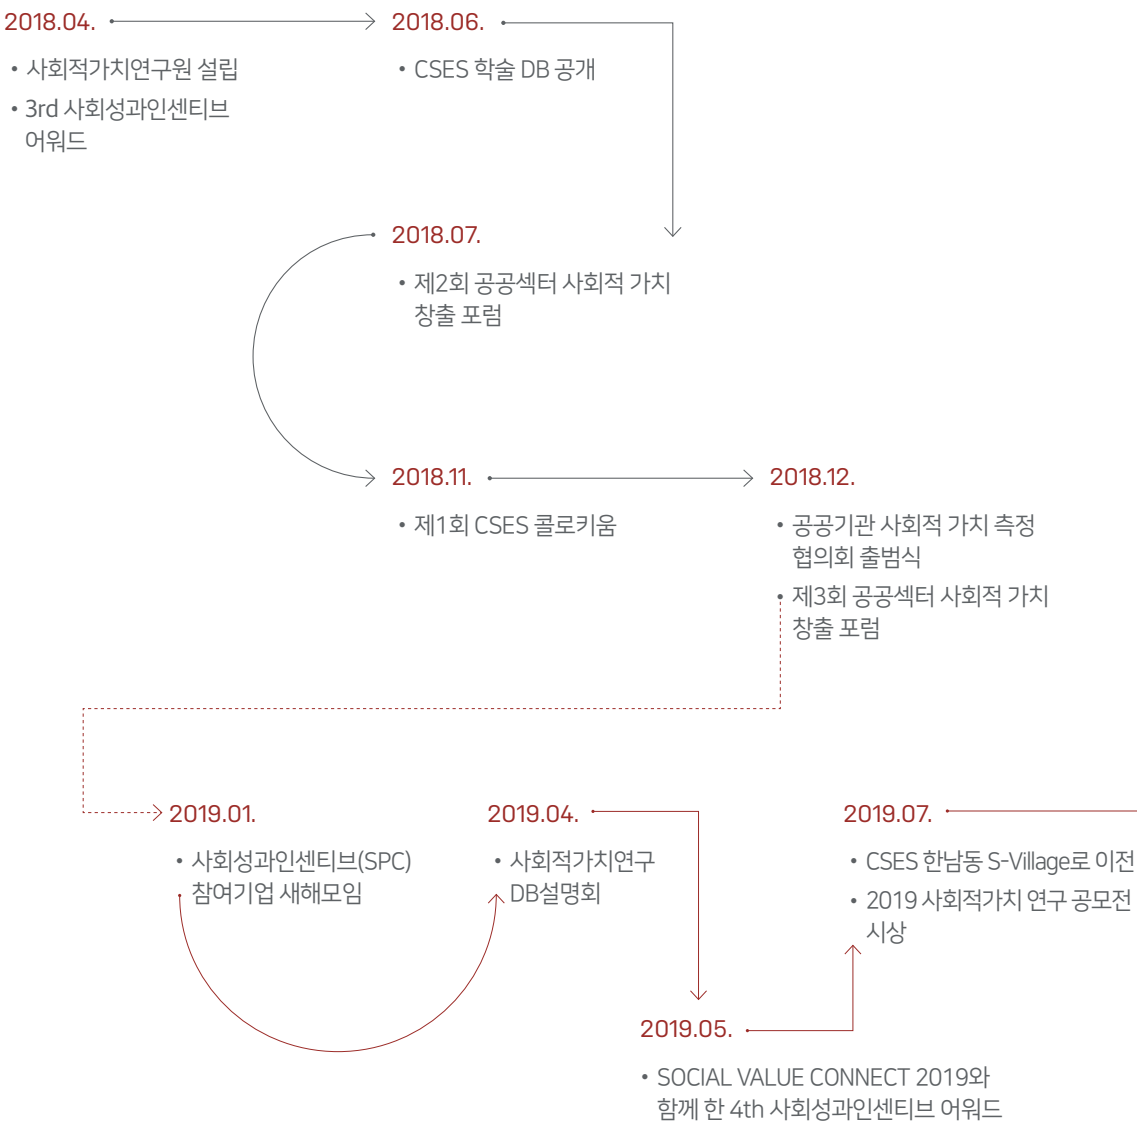 2018.04.
• 사회적가치연구원 설립
• 3rd 사회성과인센티브
어워드
2018.06.
• CSES 학술 DB 공개
2018.07.
• 제2회 공공섹터 사회적 가치
창출 포럼
2018.11.
• 제1회 CSES 콜로키움
2018.12.
• 공공기관 사회적 가치 측정
협의회 출범식
• 제3회 공공섹터 사회적 가치
창출 포럼
2019.01.
• 사회성과인센티브(SPC)
참여기업 새해모임
2019.04.
• 사회적가치연구
DB설명회
2019.05.
• SOCIAL VALUE CONNECT 2019와
함께 한 4th 사회성과인센티브 어워드
2019.07.
• CSES 한남동 S-Village로 이전
• 2019 사회적가치 연구 공모전
시상